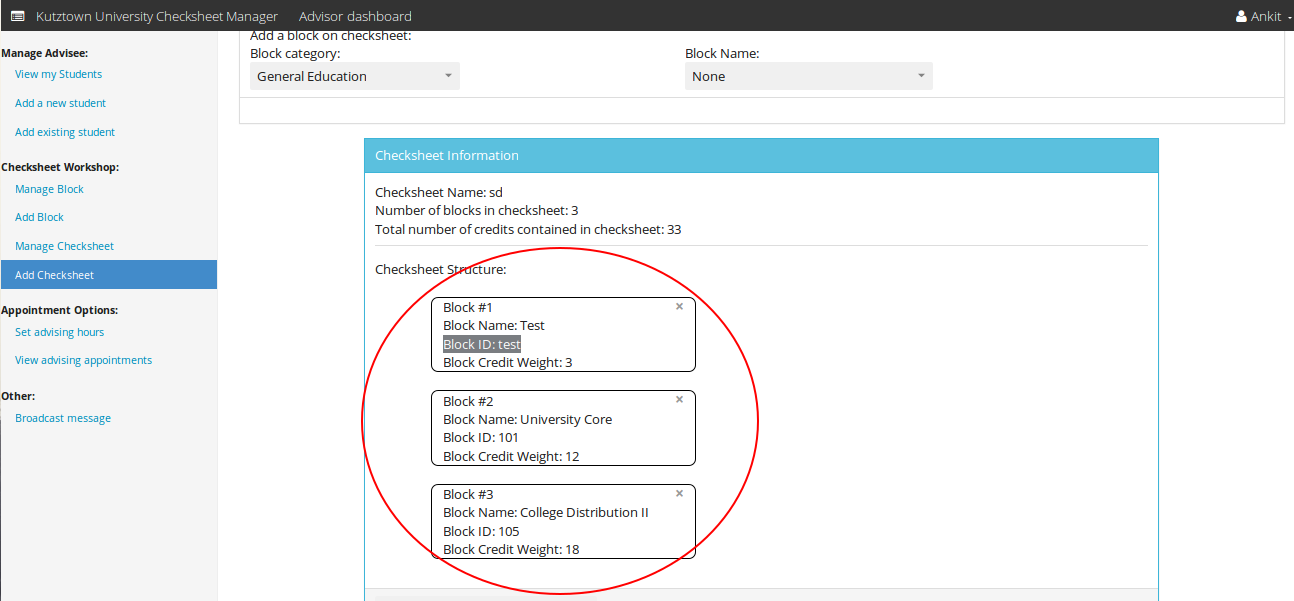 Kutztown University Checksheet Manager Advisor dashboard Ankit
Manage Advisee:
View my Students
Add a new student
Add existing student
Checksheet Workshop:
Manage Block
Add Block
Manage Checksheet
Add Checksheet
Appointment Options:
Set advising hours
View advising appointments
Other:
Broadcast message
Add a block on checksheet:
Block category: Block Name:
General Education None
Checksheet Information
Checksheet Name: sd
Number of blocks in checksheet: 3
Total number of credits contained in checksheet: 33
Checksheet Structure:
Block #1 ×
Block Name: Test
Block ID: test
Block Credit Weight: 3
Block #2 ×
Block Name: University Core
Block ID: 101
Block Credit Weight: 12
Block #3 ×
Block Name: College Distribution II
Block ID: 105
Block Credit Weight: 18